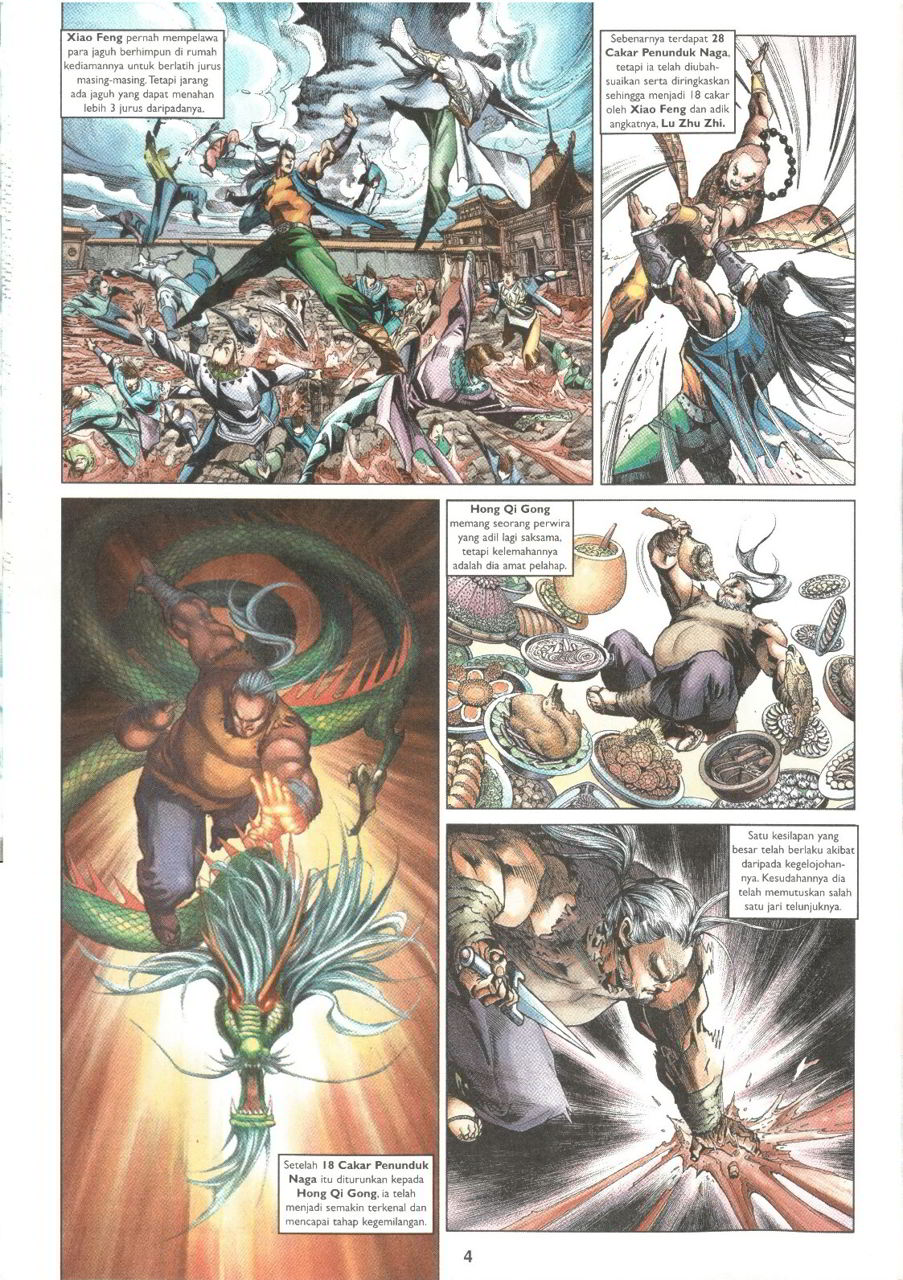 Xiao Feng pernah mempelawa
para jaguh berhimpun di rumah
kediamannya untuk berlatih jurus
masing-masing. Tetapi jarang
ada jaguh yang dapat menahan
lebih 3 jurus daripadanya.
Sebenarnya terdapat 28
Cakar Penunduk Naga,
tetapi ia telah diubah-
suaikan serta diringkaskan
sehingga menjadi 18 cakar
oleh Xiao Feng dan adik
angkatnya, Lu Zhu Zhi.
Setelah 18 Cakar Penunduk
Naga itu diturunkan kepada
Hong Qi Gong, ia telah
menjadi semakin terkenal dan
mencapai tahap kegemilangan.
Hong Qi Gong
memang seorang perwira
yang adil lagi saksama,
tetapi kelemahannya
adalah dia amat pelahap.
Satu kesilapan yang
besar telah berlaku akibat
daripada kegelojohan-
nya. Kesudahannya dia
telah memutuskan salah
satu jari telunjuknya.
4